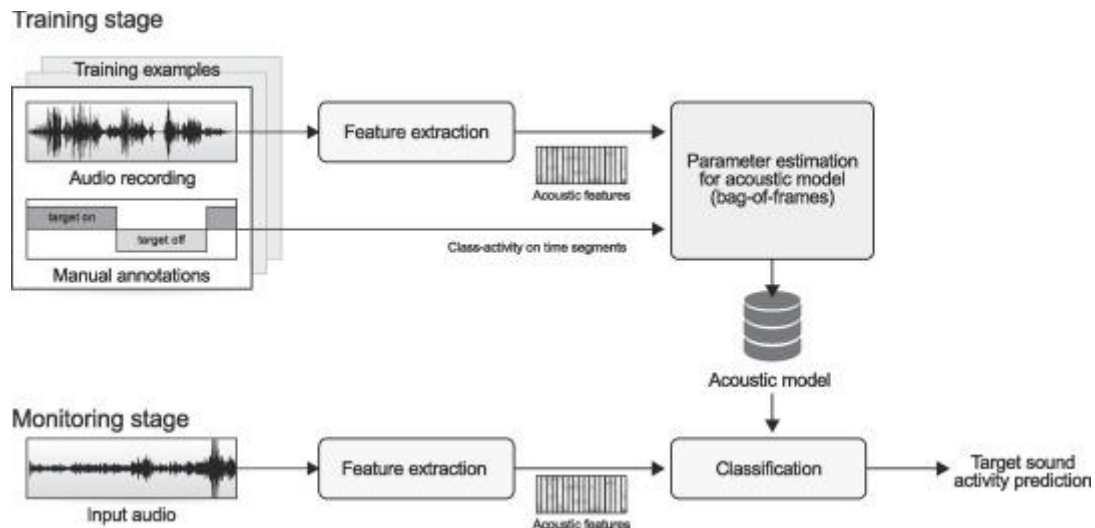 Training stage
Training examples
Audio recording
target on
target off
Manual annotations
Feature extraction
Acoustic features
Class-activity on time segments
Parameter estimation
for acoustic model
(bag-of-frames)
Acoustic model
Monitoring stage
Input audio
Feature extraction
Acoustic features
Classification
Target sound
activity prediction